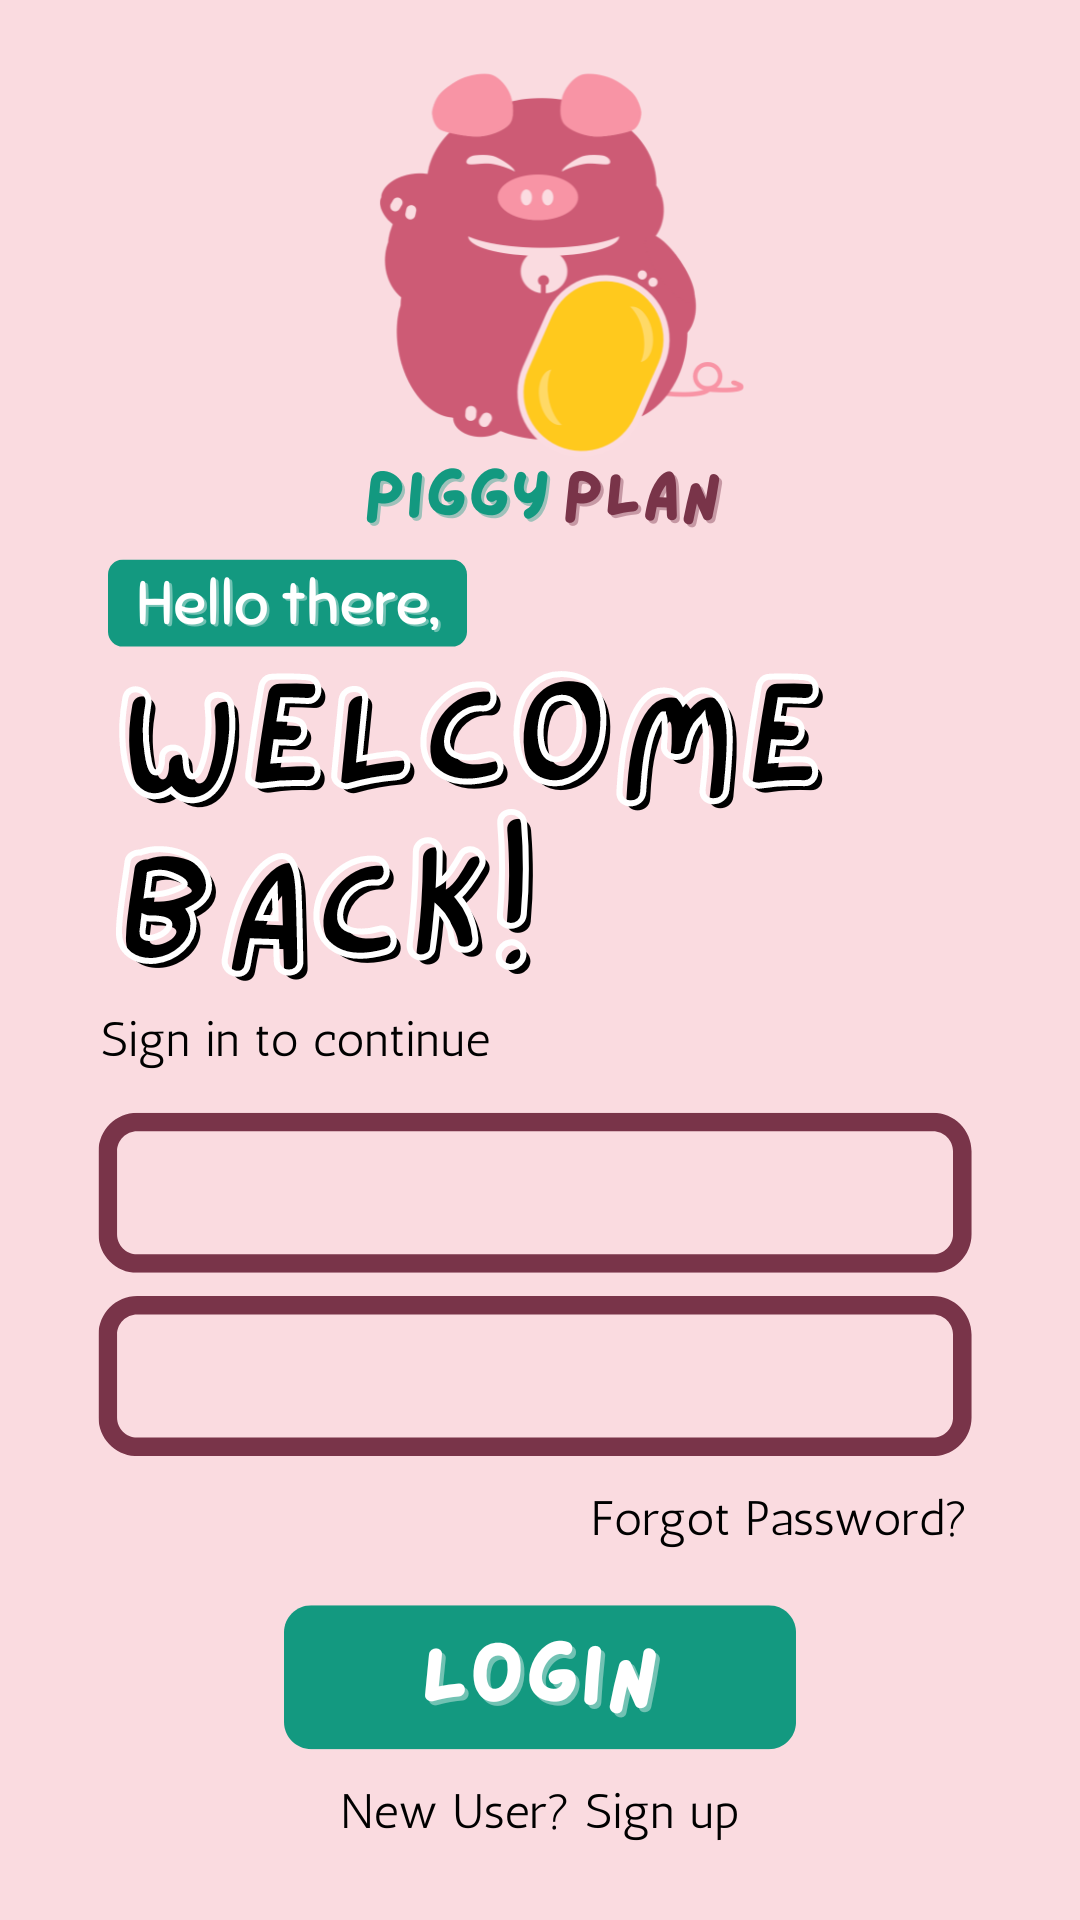 PIGGY PLAN
Hello there,
WELCOME
BACK!
Sign in to continue
Forgot Password?
LOGIN
New User? Sign up